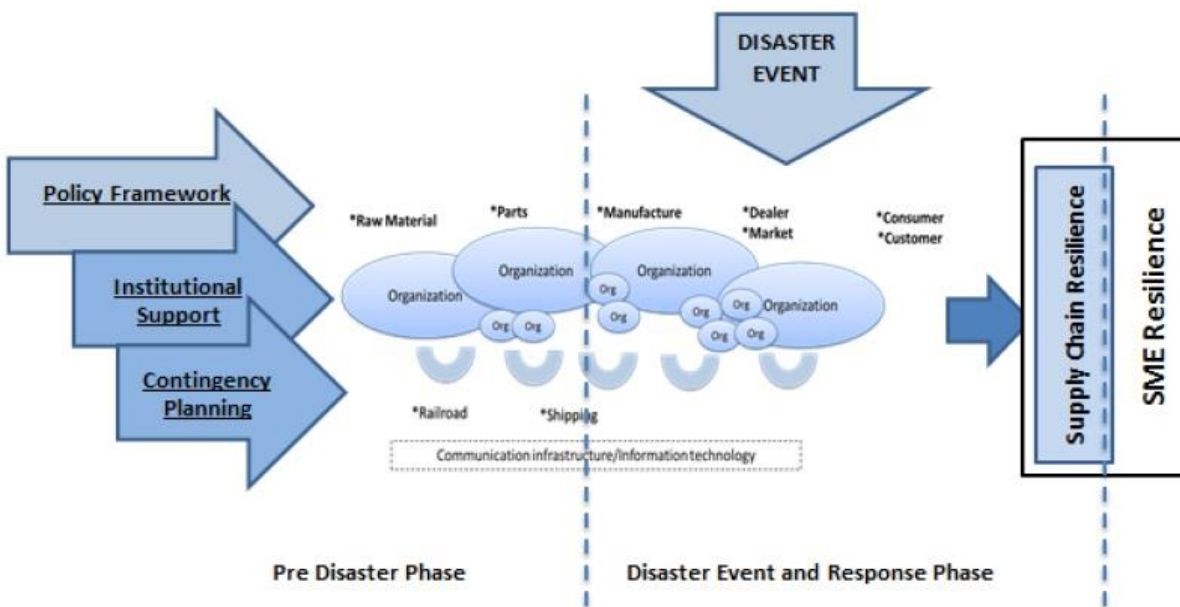 DISASTER
EVENT
Policy Framework
Institutional
Support
Contingency
Planning
*Raw Material
*Parts
*Manufacture
*Dealer
*Market
*Consumer
*Customer
Organization
Organization
Organization
Organization
Org
Org
Org
Org
Org
Org
Org
Org
*Railroad
*Shipping
Communication infrastructure/Information technology
Supply Chain Resilience
SME Resilience
Pre Disaster Phase
Disaster Event and Response Phase